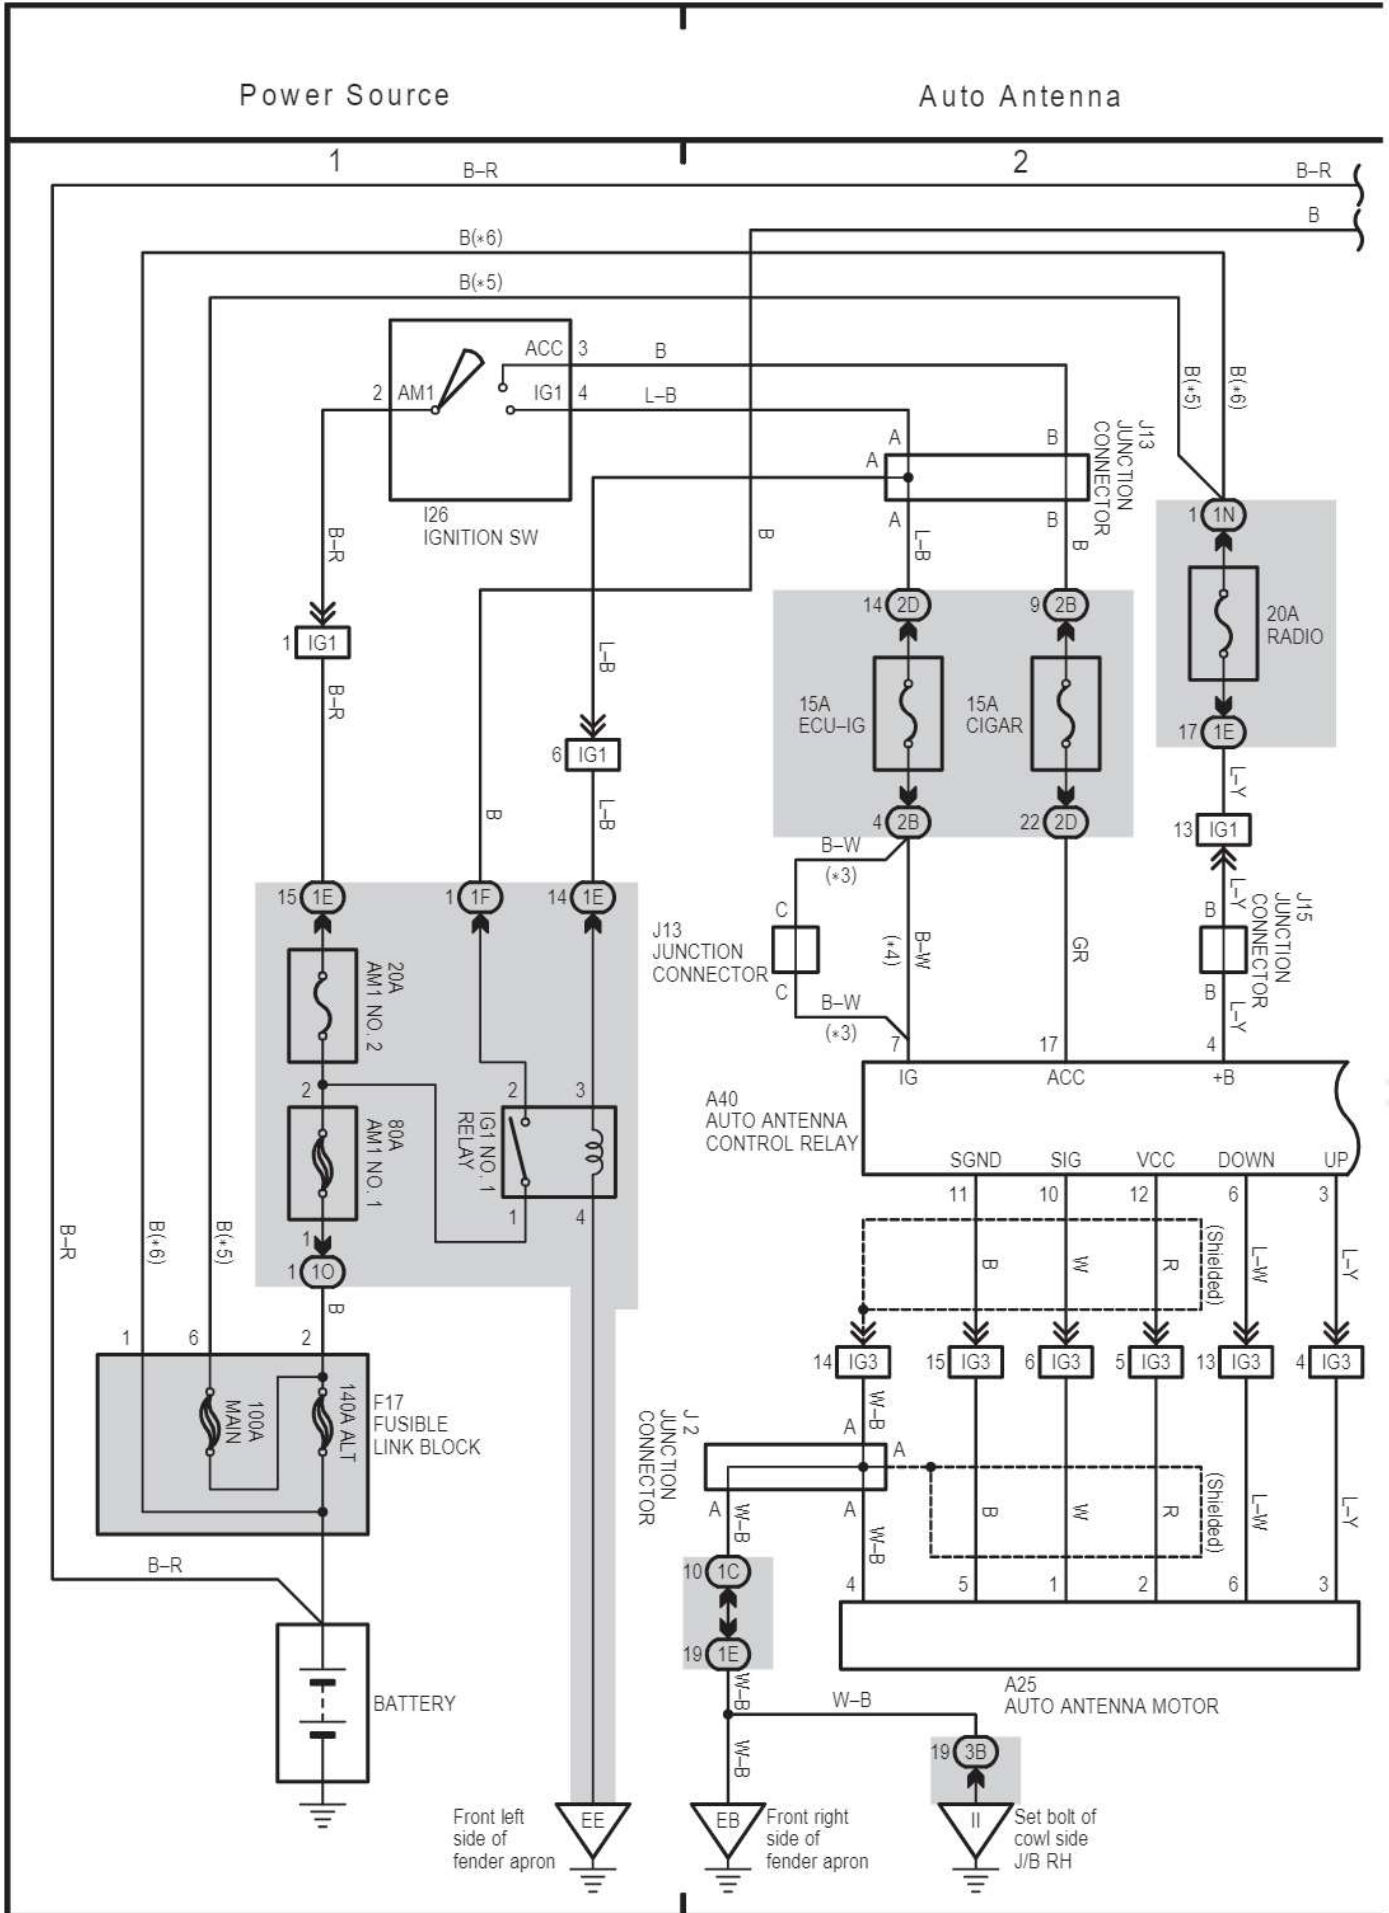 Power Source
Auto Antenna
1
2
B–R
B–R
B
B(*6)
B(*5)
ACC
3
B
2
AM1
IG1
4
L–B
B(*5)
B(*6)
A
B
J13
JUNCTION
CONNECTOR
A
A
B
I26
IGNITION SW
B–R
L–B
B
B
1
1N
14
2D
9
2B
20A
RADIO
1
IG1
B–R
L–B
15A
ECU–IG
15A
CIGAR
17
1E
6
IG1
L–Y
B
L–B
4
2B
22
2D
13
IG1
B–W
(*3)
L–Y
15
1E
1
1F
14
1E
C
B
J15
JUNCTION
CONNECTOR
J13
JUNCTION
CONNECTOR
B–W
(*4)
GR
20A
AM1 NO. 2
C
B
B–W
(*3)
L–Y
7
17
4
IG
ACC
+B
2
2
3
A40
AUTO ANTENNA
CONTROL RELAY
80A
AM1 NO. 1
IG1 NO. 1
RELAY
SGND
SIG
VCC
DOWN
UP
11
10
12
6
3
1
4
1
1
1O
B–R
B(*6)
B(*5)
B
W
R
(Shielded)
L–W
L–Y
B
1
6
2
14
IG3
15
IG3
6
IG3
5
IG3
13
IG3
4
IG3
100A
MAIN
140A ALT
F17
FUSIBLE
LINK BLOCK
J 2
JUNCTION
CONNECTOR
W–B
A
A
A
W–B
A
W–B
B
W
R
(Shielded)
L–W
L–Y
B–R
10
1C
4
5
1
2
6
3
19
1E
A25
AUTO ANTENNA MOTOR
BATTERY
W–B
W–B
W–B
19
3B
Front left
side of
fender apron
EE
EB
Front right
side of
fender apron
II
Set bolt of
cowl side
J/B RH